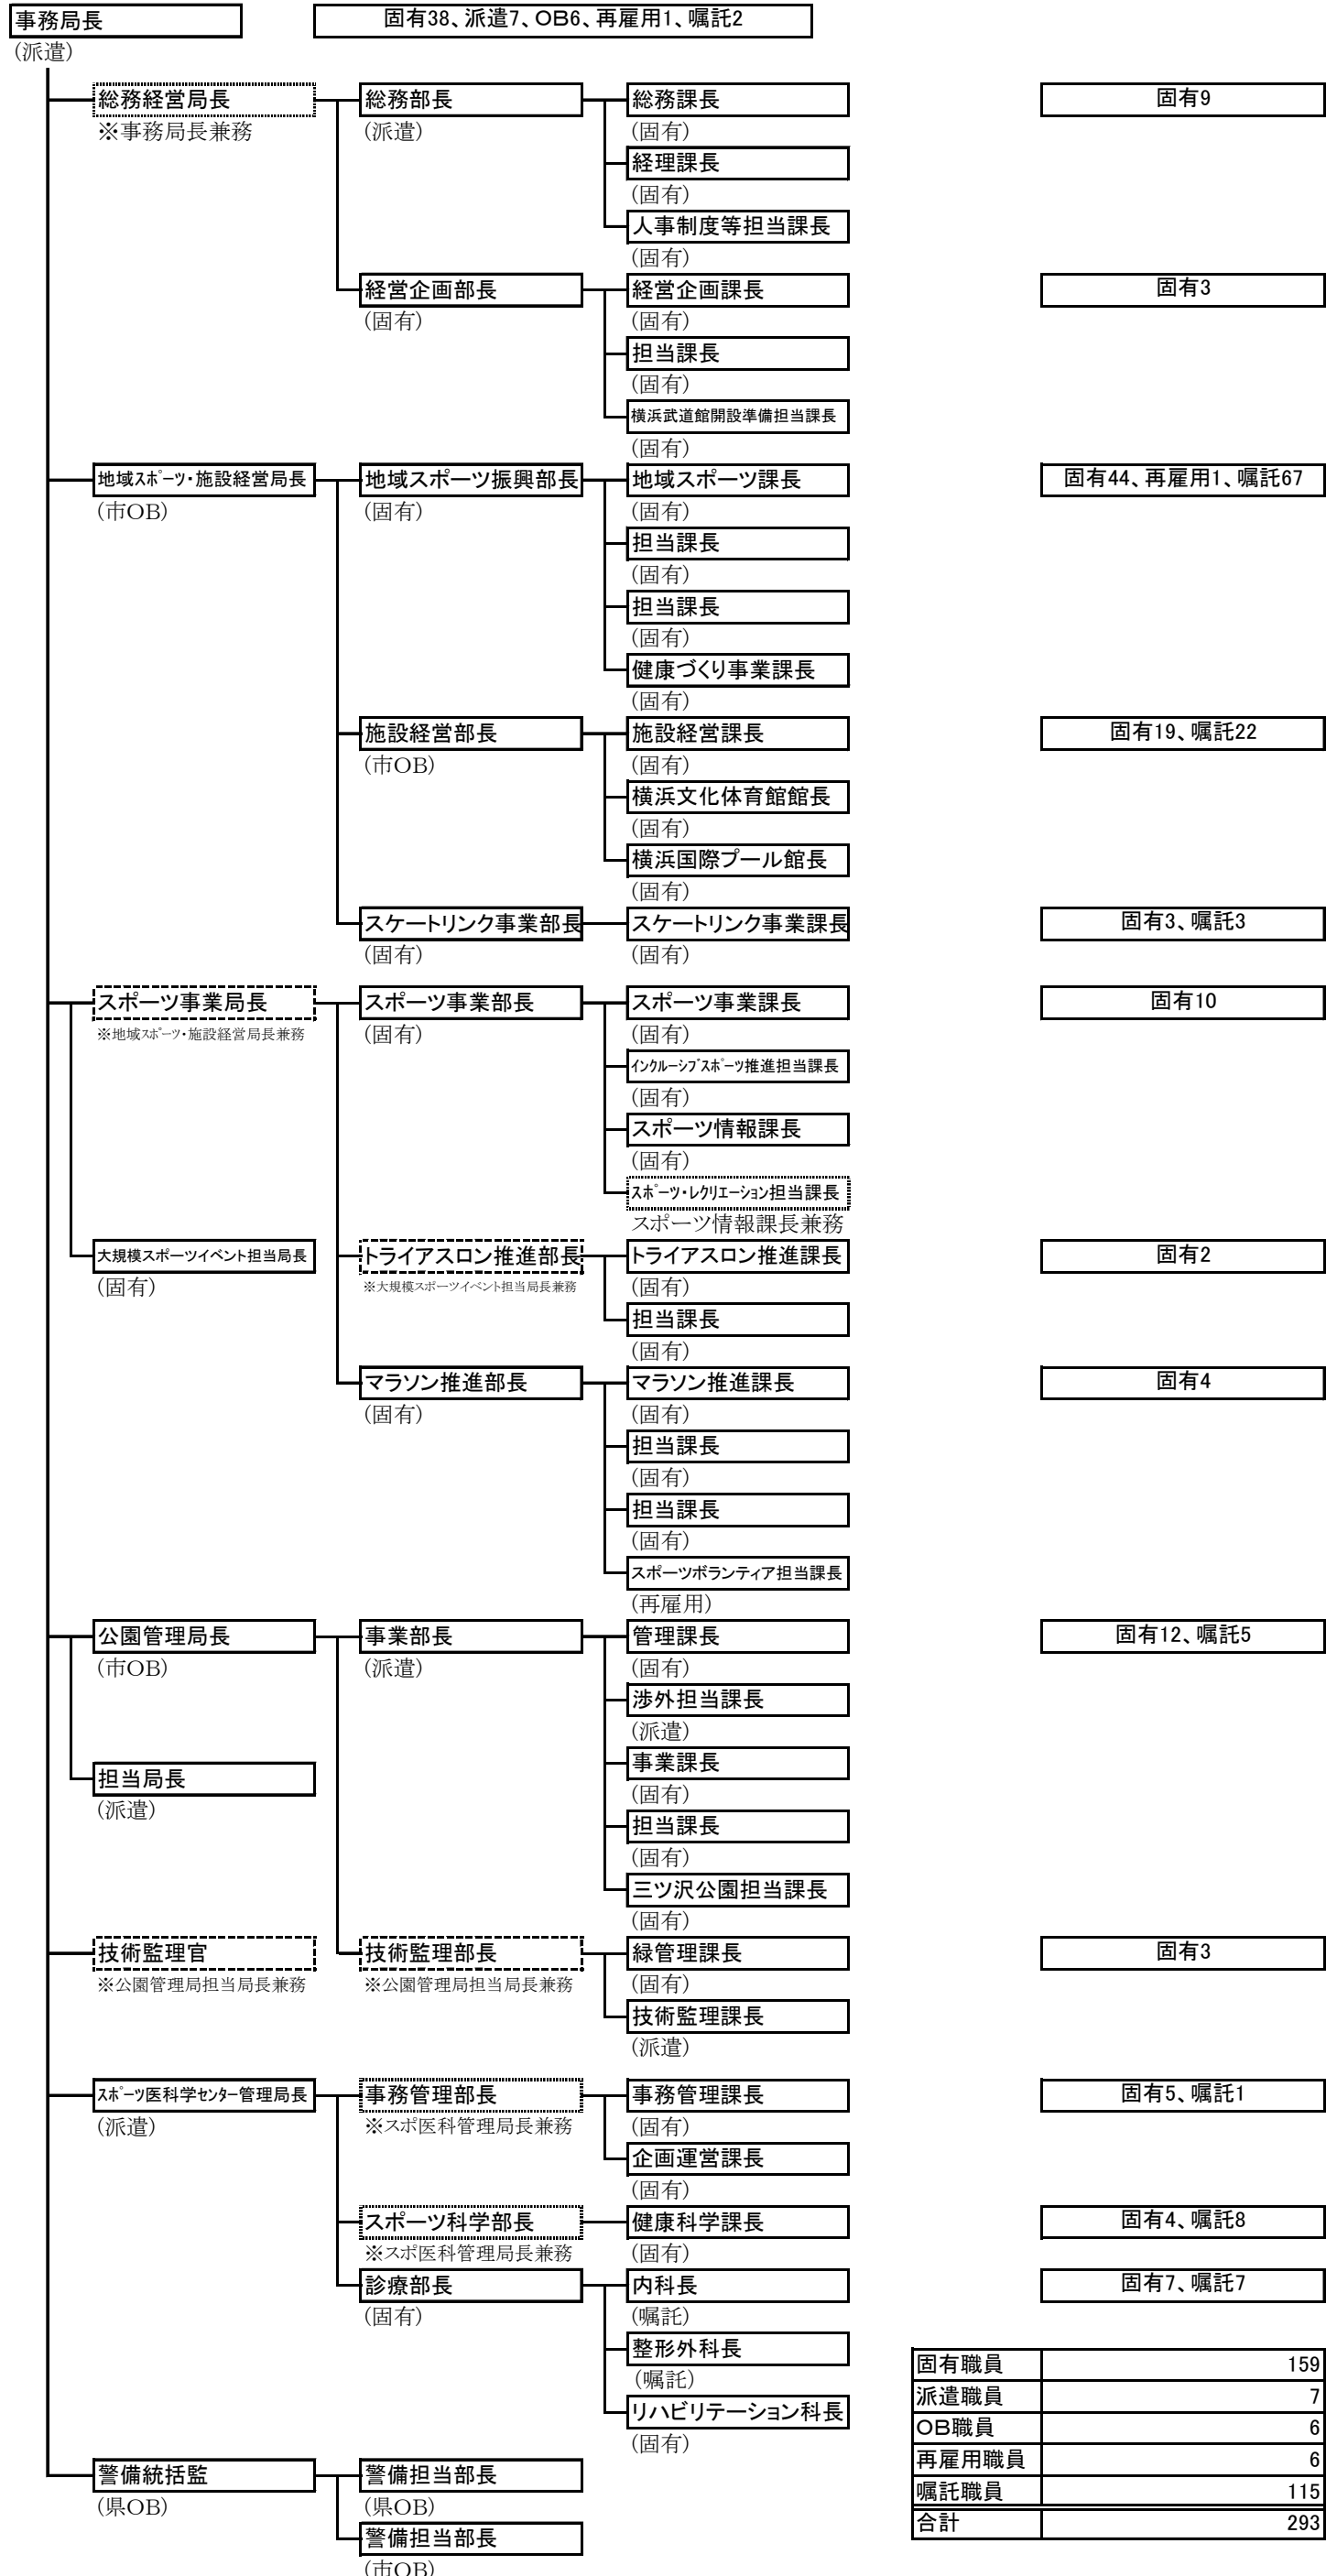 事務局長 固有38、派遣7、OB6、再雇用1、嘱託2
(派遣)
総務経営局長 総務部長 総務課長 固有9
※事務局長兼務 (派遣) (固有)
経理課長
(固有)
人事制度等担当課長
(固有)
経営企画部長 経営企画課長 固有3
(固有) (固有)
担当課長
(固有)
横浜武道館開設準備担当課長
(固有)
地域スポーツ・施設経営局長 地域スポーツ振興部長 地域スポーツ課長 固有44、再雇用1、嘱託67
(市OB) (固有) (固有)
担当課長
(固有)
担当課長
(固有)
健康づくり事業課長
(固有)
施設経営部長 施設経営課長 固有19、嘱託22
(市OB) (固有)
横浜文化体育館館長
(固有)
横浜国際プール館長
(固有)
スケートリンク事業部長 スケートリンク事業課長 固有3、嘱託3
(固有) (固有)
スポーツ事業局長 スポーツ事業部長 スポーツ事業課長 固有10
※地域スポーツ・施設経営局長兼務 (固有) (固有)
インクルーシブスポーツ推進担当課長
(固有)
スポーツ情報課長
(固有)
スポーツ・レクリエーション担当課長
スポーツ情報課長兼務
大規模スポーツイベント担当局長 トライアスロン推進部長 トライアスロン推進課長 固有2
(固有) ※大規模スポーツイベント担当局長兼務 (固有)
担当課長
(固有)
マラソン推進部長 マラソン推進課長 固有4
(固有) (固有)
担当課長
(固有)
担当課長
(固有)
スポーツボランティア担当課長
(再雇用)
公園管理局長 事業部長 管理課長 固有12、嘱託5
(市OB) (派遣) (固有)
渉外担当課長
(派遣)
事業課長
担当局長 (固有)
(派遣) 担当課長
(固有)
三ツ沢公園担当課長
(固有)
技術監理官 技術監理部長 緑管理課長 固有3
※公園管理局担当局長兼務 ※公園管理局担当局長兼務 (固有)
技術監理課長
(派遣)
スポーツ医科学センター管理局長 事務管理部長 事務管理課長 固有5、嘱託1
(派遣) ※スポ医科管理局長兼務 (固有)
企画運営課長
(固有)
スポーツ科学部長 健康科学課長 固有4、嘱託8
※スポ医科管理局長兼務 (固有)
診療部長 内科長 固有7、嘱託7
(固有) (嘱託)
整形外科長
(嘱託)
リハビリテーション科長
(固有)
固有職員 159
派遣職員 7
OB職員 6
再雇用職員 6
嘱託職員 115
合計 293
警備統括監 警備担当部長
(県OB) (県OB)
警備担当部長
(市OB)